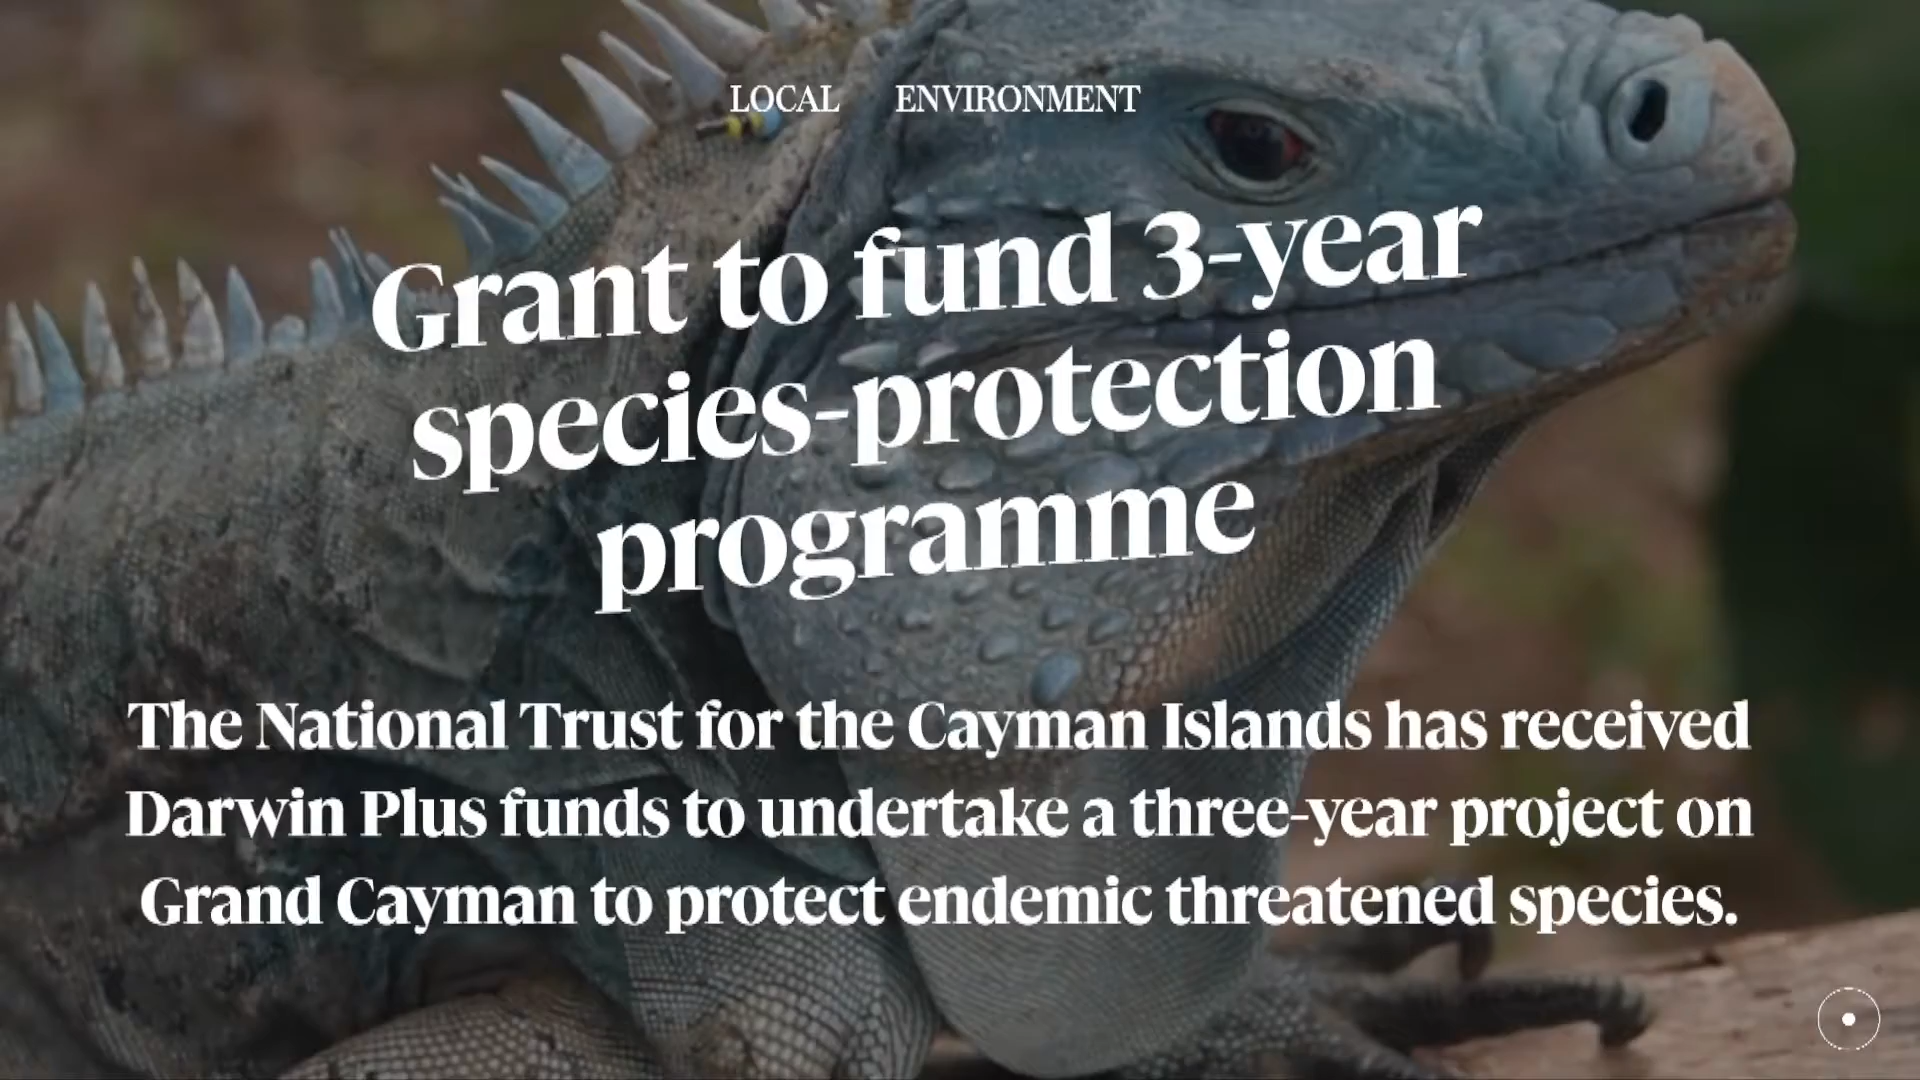 LOCAL ENVIRONMENT
Grant to fund 3-year
species-protection
programme
The National Trust for the Cayman Islands has received
Darwin Plus funds to undertake a three-year project on
Grand Cayman to protect endemic threatened species.